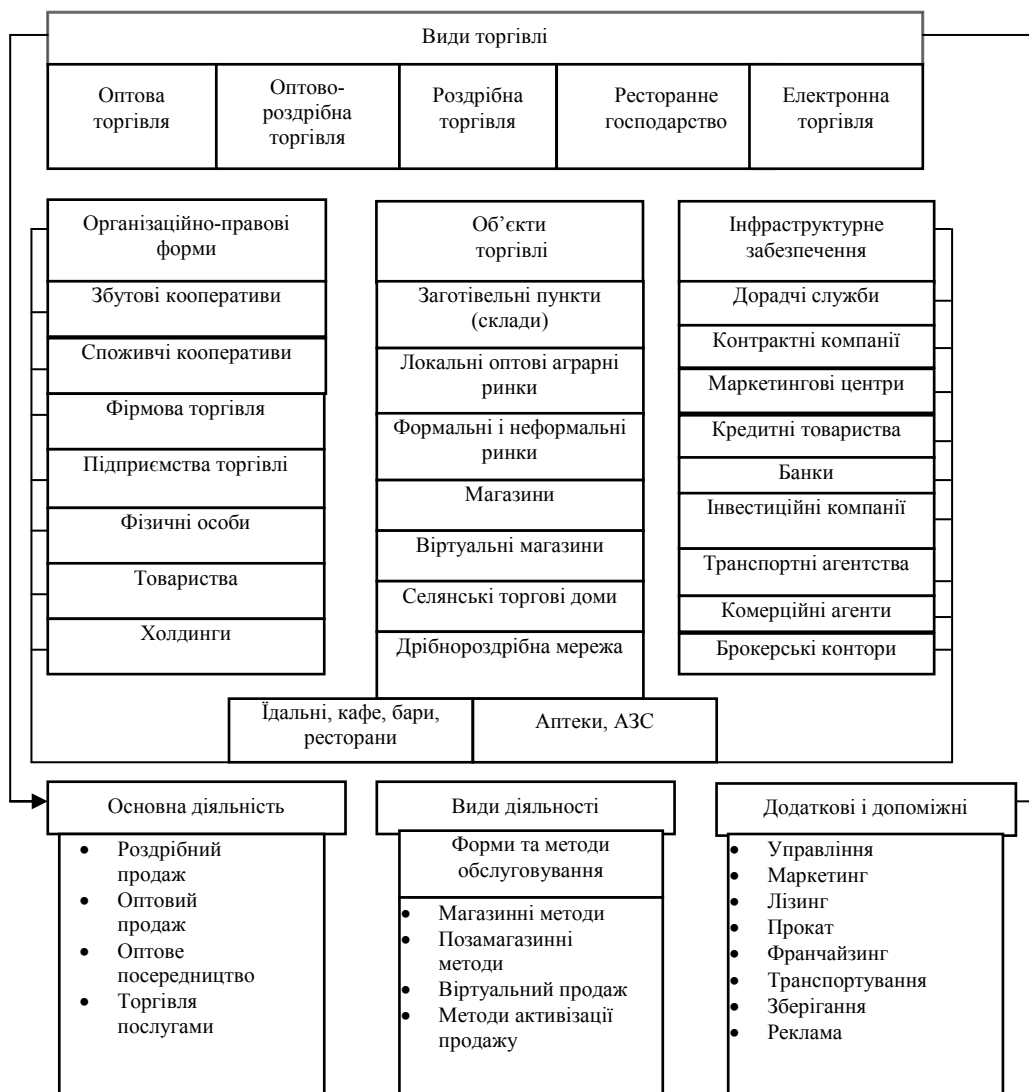 Види торгівлі
Оптова
торгівля
Оптово-
роздрібна
торгівля
Роздрібна
торгівля
Ресторанне
господарство
Електронна
торгівля
Організаційно-правові
форми
Збутові кооперативи
Споживчі кооперативи
Фірмова торгівля
Підприємства торгівлі
Фізичні особи
Товариства
Холдинги
Об’єкти
торгівлі
Заготівельні пункти
(склади)
Локальні оптові аграрні
ринки
Формальні і неформальні
ринки
Магазини
Віртуальні магазини
Селянські торгові доми
Дрібнороздрібна мережа
Інфраструктурне
забезпечення
Дорадчі служби
Контрактні компанії
Маркетингові центри
Кредитні товариства
Банки
Інвестиційні компанії
Транспортні агентства
Комерційні агенти
Брокерські контори
Їдальні, кафе, бари,
ресторани
Аптеки, АЗС
Основна діяльність
• Роздрібний
продаж
• Оптовий
продаж
• Оптове
посередництво
• Торгівля
послугами
Види діяльності
Форми та методи
обслуговування
• Магазинні методи
• Позамагазинні
методи
• Віртуальний продаж
• Методи активізації
продажу
Додаткові і допоміжні
• Управління
• Маркетинг
• Лізинг
• Прокат
• Франчайзинг
• Транспортування
• Зберігання
• Реклама